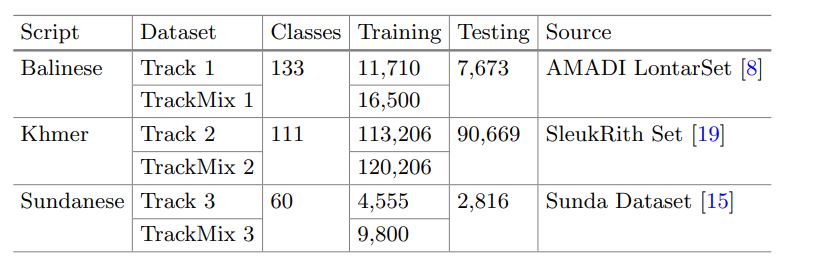 Script Dataset Classes Training Testing Source
Balinese Track 1 133 11,710 7,673 AMADI LontarSet [8]
TrackMix 1 16,500
Khmer Track 2 111 113,206 90,669 SleukRith Set [19]
TrackMix 2 120,206
Sundanese Track 3 60 4,555 2,816 Sunda Dataset [15]
TrackMix 3 9,800